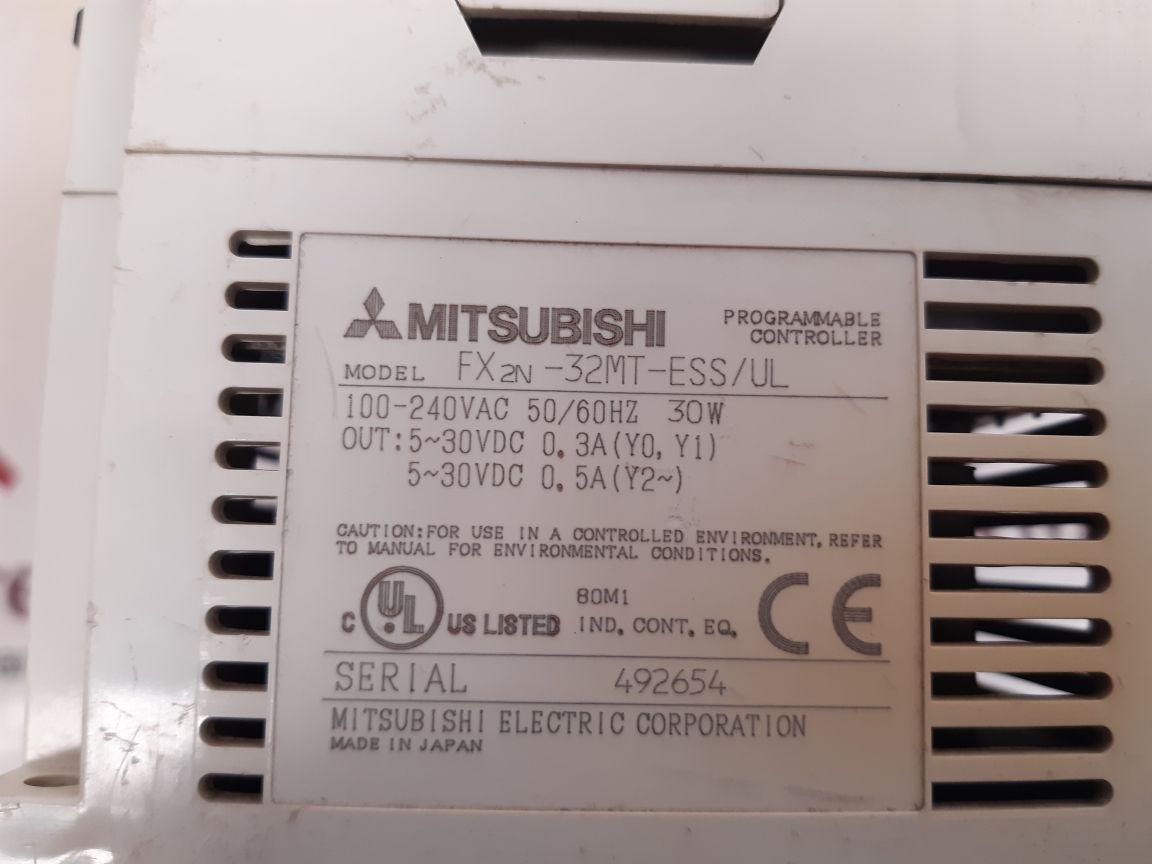 MITSUBISHI PROGRAMMABLE CONTROLLER
MODEL FX2N-32MT-ESS/UL
100-240VAC 50/60HZ 30W
OUT:5~30VDC 0.3A(Y0,Y1)
5~30VDC 0.5A(Y2~)
CAUTION:FOR USE IN A CONTROLLED ENVIRONMENT, REFER
TO MANUAL FOR ENVIRONMENTAL CONDITIONS.
C UL US LISTED 80M1 IND. CONT. EQ. CE
SERIAL 492654
MITSUBISHI ELECTRIC CORPORATION
MADE IN JAPAN